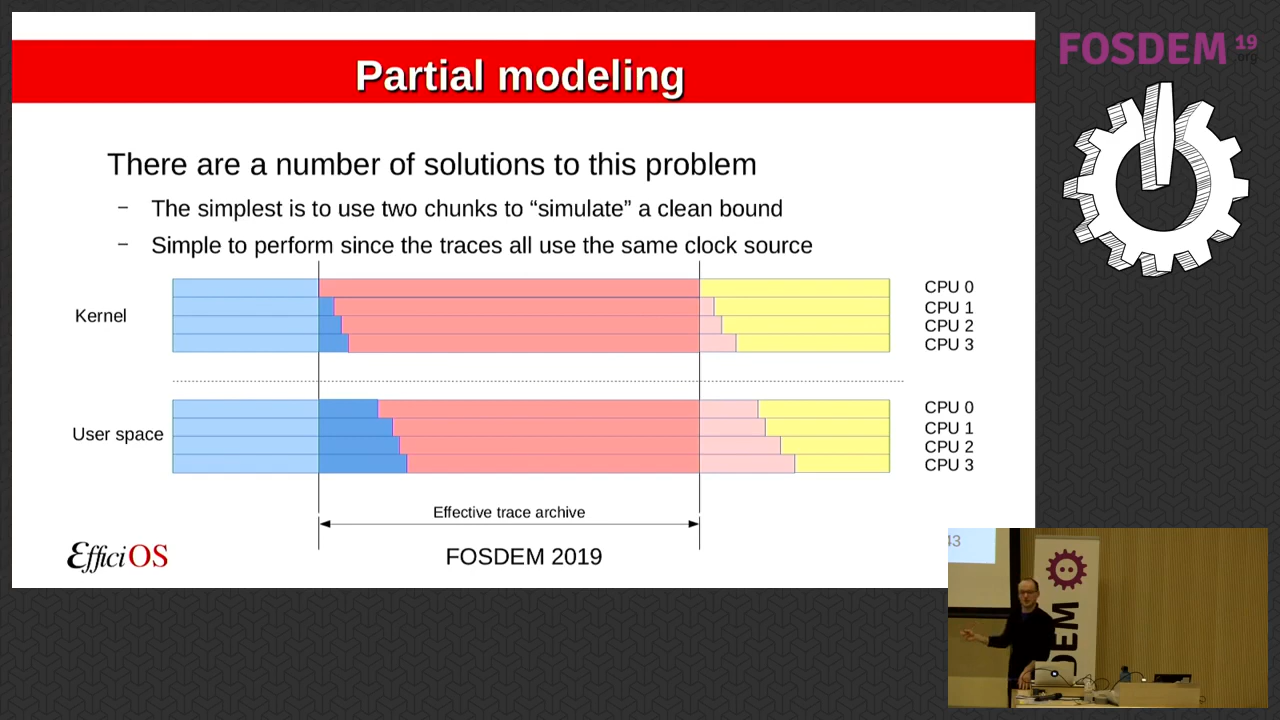 Partial modeling
FOSDEM 19
.org
There are a number of solutions to this problem
– The simplest is to use two chunks to “simulate” a clean bound
– Simple to perform since the traces all use the same clock source
Kernel
CPU 0
CPU 1
CPU 2
CPU 3
User space
CPU 0
CPU 1
CPU 2
CPU 3
Effective trace archive
EfficiOS
FOSDEM 2019
43
DEM